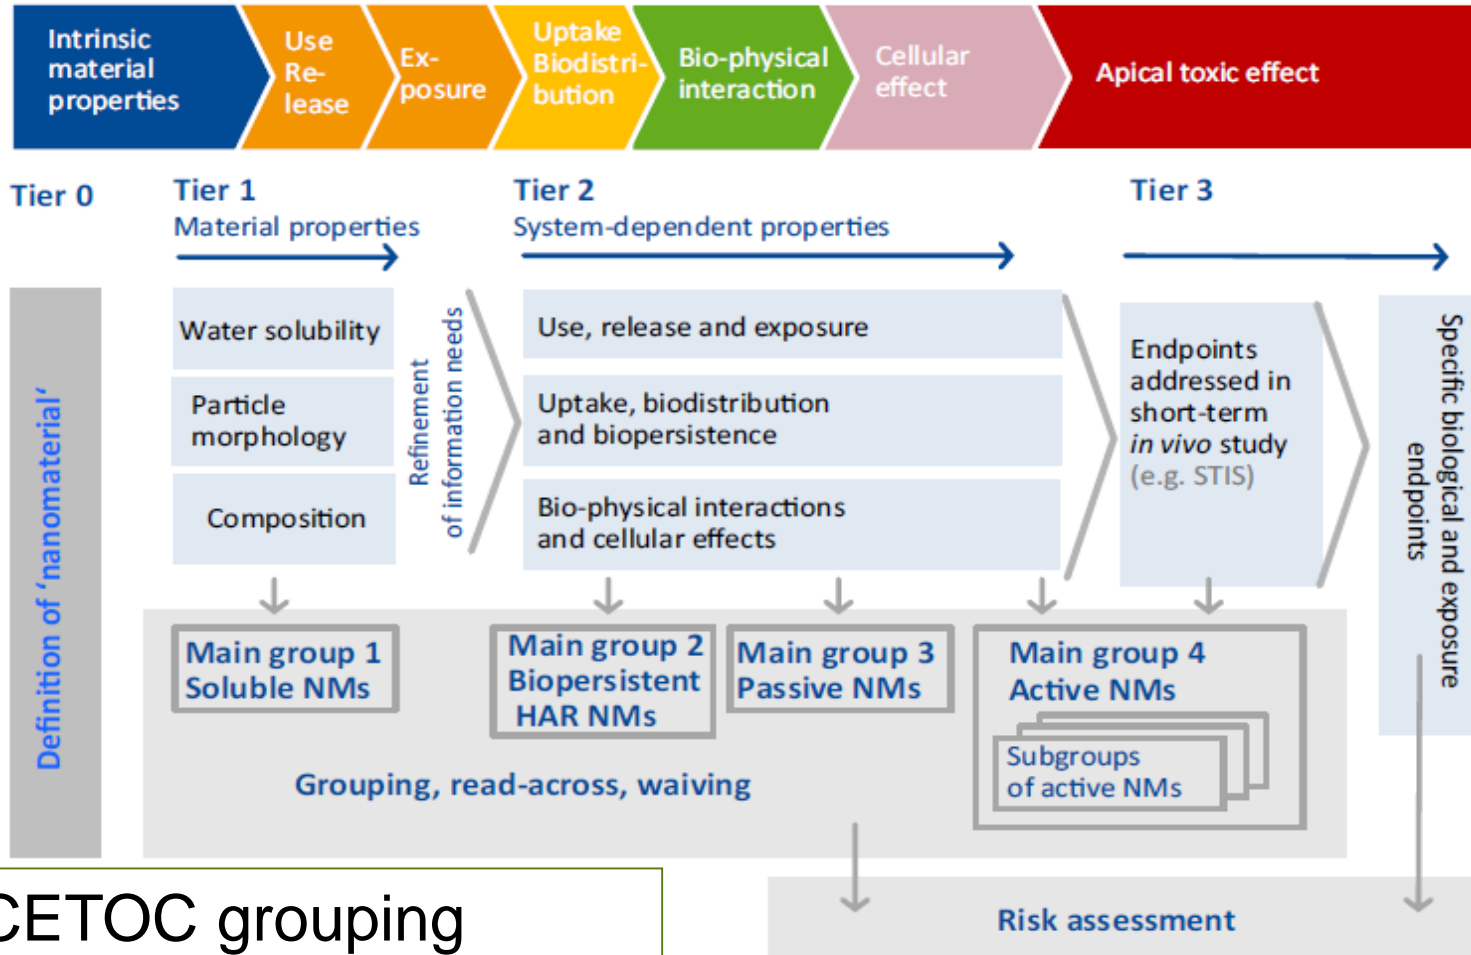 Intrinsic
material
properties
Use
Re-
lease
Ex-
posure
Uptake
Biodistri-
bution
Bio-physical
interaction
Cellular
effect
Apical toxic effect
Tier 0
Tier 1
Material properties
Tier 2
System-dependent properties
Tier 3
Definition of ‘nanomaterial‘
Water solubility
Particle
morphology
Composition
Refinement
of information needs
Use, release and exposure
Uptake, biodistribution
and biopersistence
Bio-physical interactions
and cellular effects
Endpoints
addressed in
short-term
in vivo study
(e.g. STIS)
Specific biological and exposure
endpoints
Main group 1
Soluble NMs
Main group 2
Biopersistent
HAR NMs
Main group 3
Passive NMs
Main group 4
Active NMs
Subgroups
of active NMs
Grouping, read-across, waiving
Risk assessment
CETOC grouping